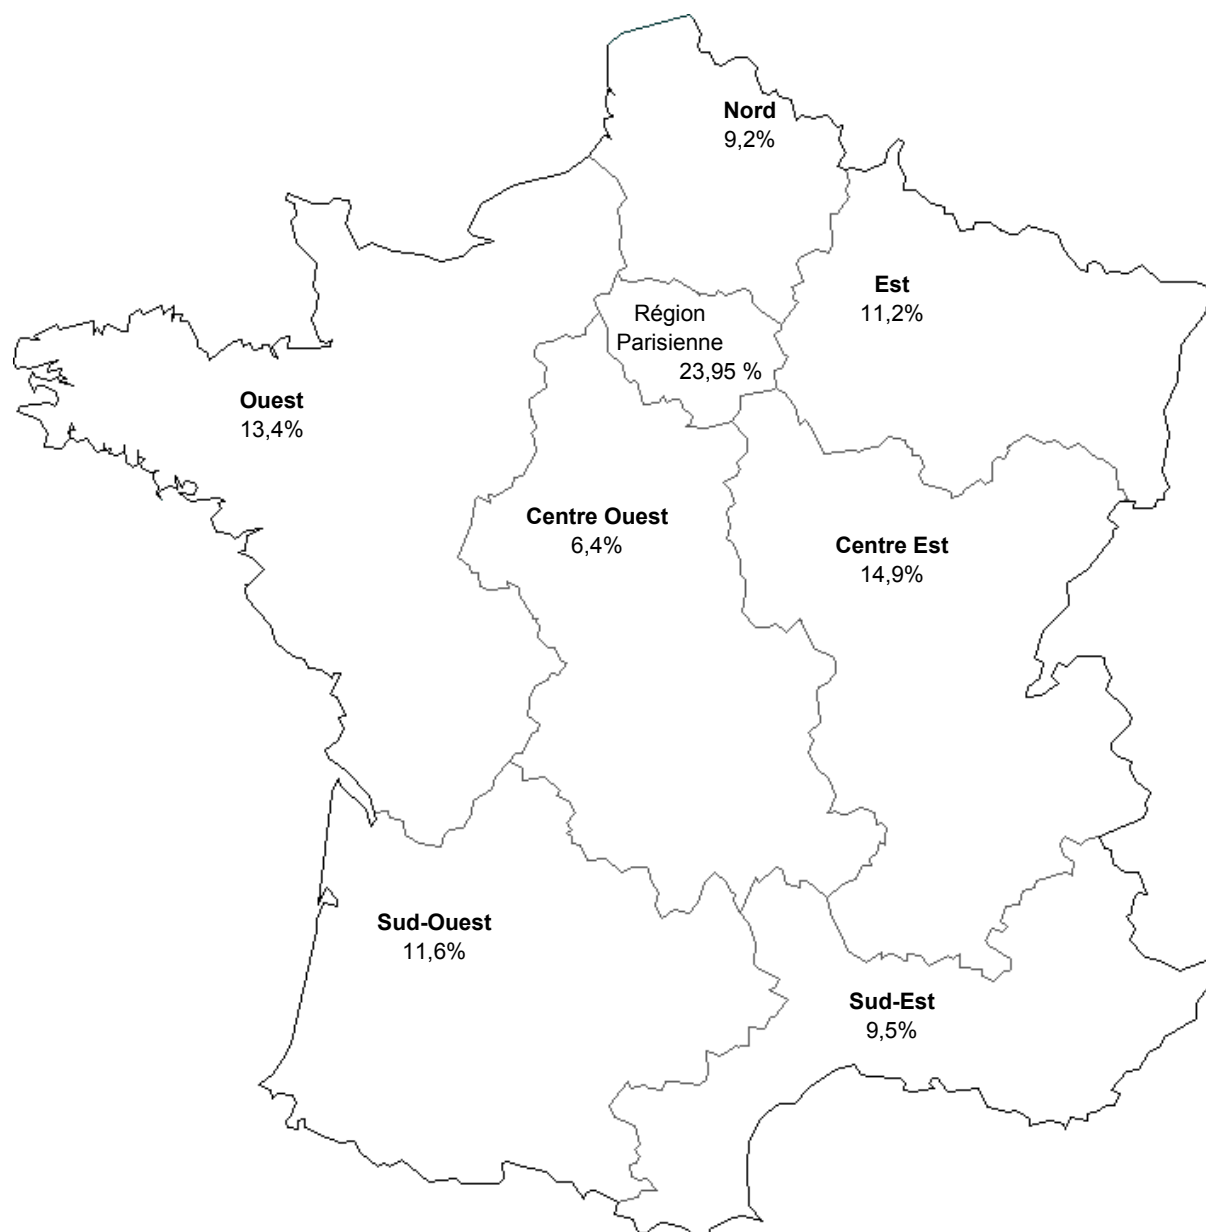 Nord
9,2%
Est
11,2%
Région
Parisienne
23,95 %
Ouest
13,4%
Centre Ouest
6,4%
Centre Est
14,9%
Sud-Ouest
11,6%
Sud-Est
9,5%